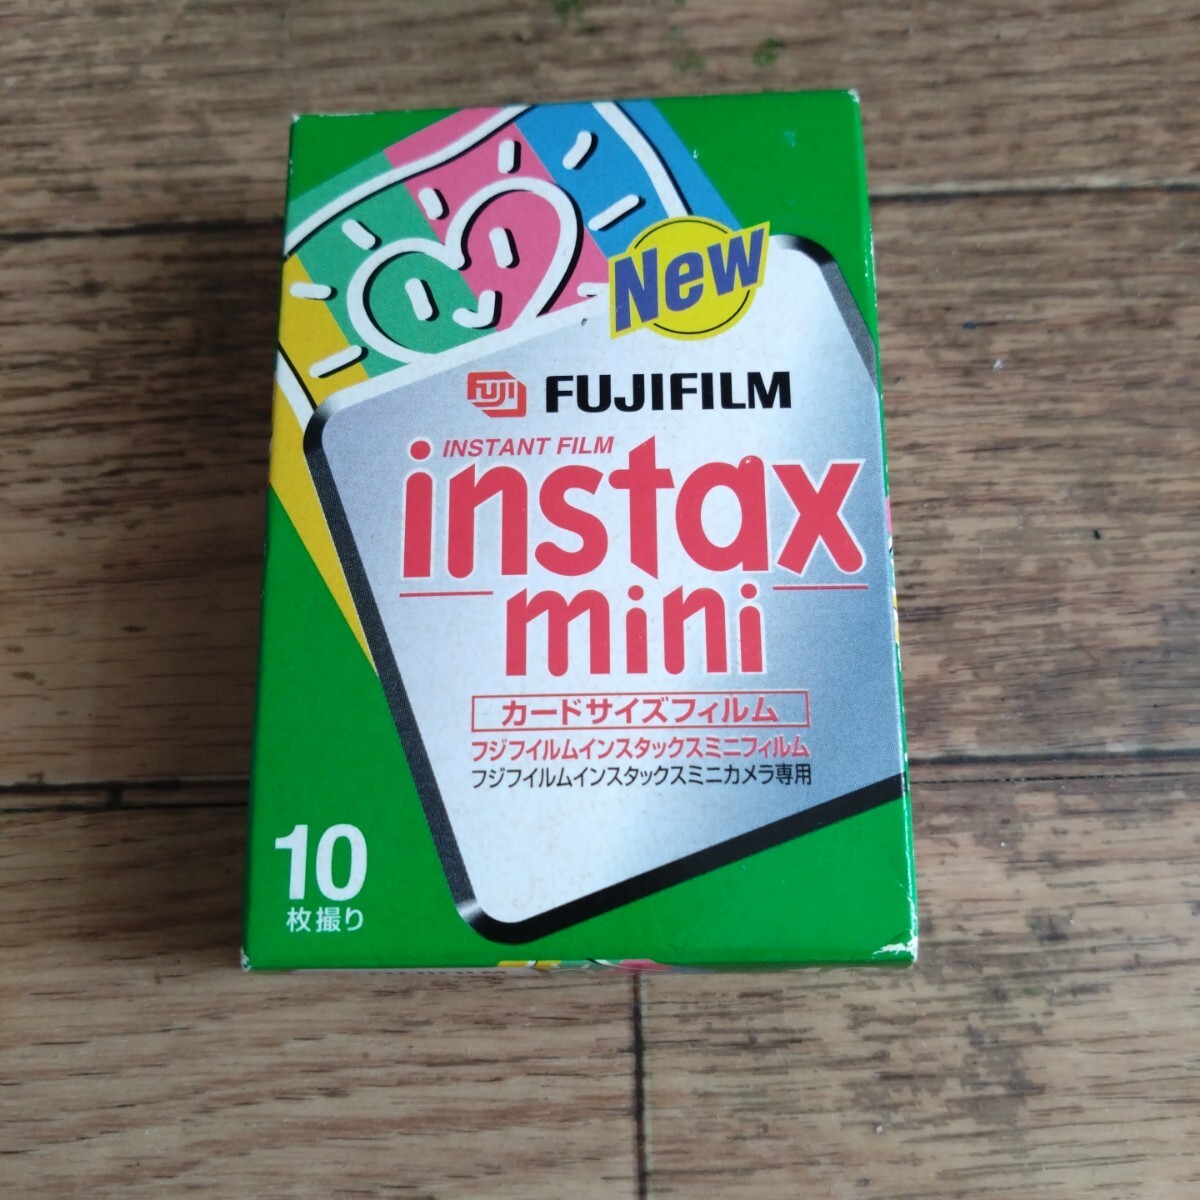 New
FUJI FUJIFILM
INSTANT FILM
instax
mini
カードサイズフィルム
フジフイルムインスタックスミニフィルム
フジフイルムインスタックスミニカメラ専用
10
枚撮り